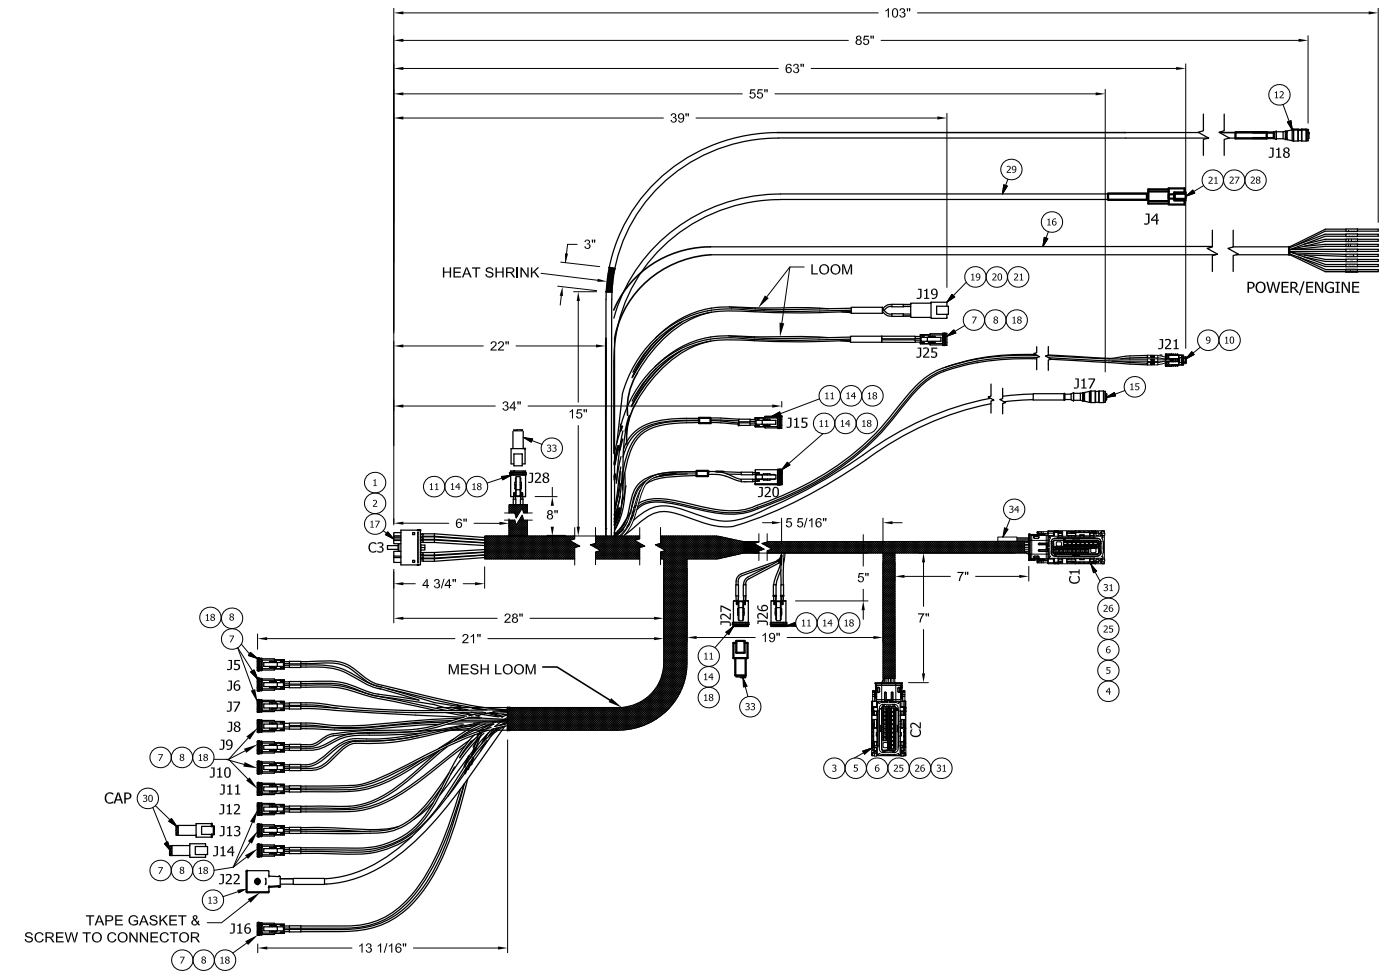 103"
85"
63"
55"
39"
12
J18
29
21 27 28
J4
16
3"
HEAT SHRINK
LOOM
POWER/ENGINE
J19
19 20 21
7 8 18
J25
22"
J21
9 10
J17
15
34"
15"
11 14 18
J15
11 14 18
J20
33
J28
11 14 18
8"
1
2
17
C3
6"
4 3/4"
5 5/16"
34
C1
31
26
25
6
5
4
5"
7"
7"
28"
21"
19"
J27
J26
11 14 18
11
14
18
33
C2
3 5 6 25 26 31
MESH LOOM
18 8
7
J5
J6
J7
J8
J9
7 8 18
J10
J11
CAP 30
J12
J13
J14
7 8 18
J22
13
TAPE GASKET &
SCREW TO CONNECTOR
J16
7 8 18
13 1/16"